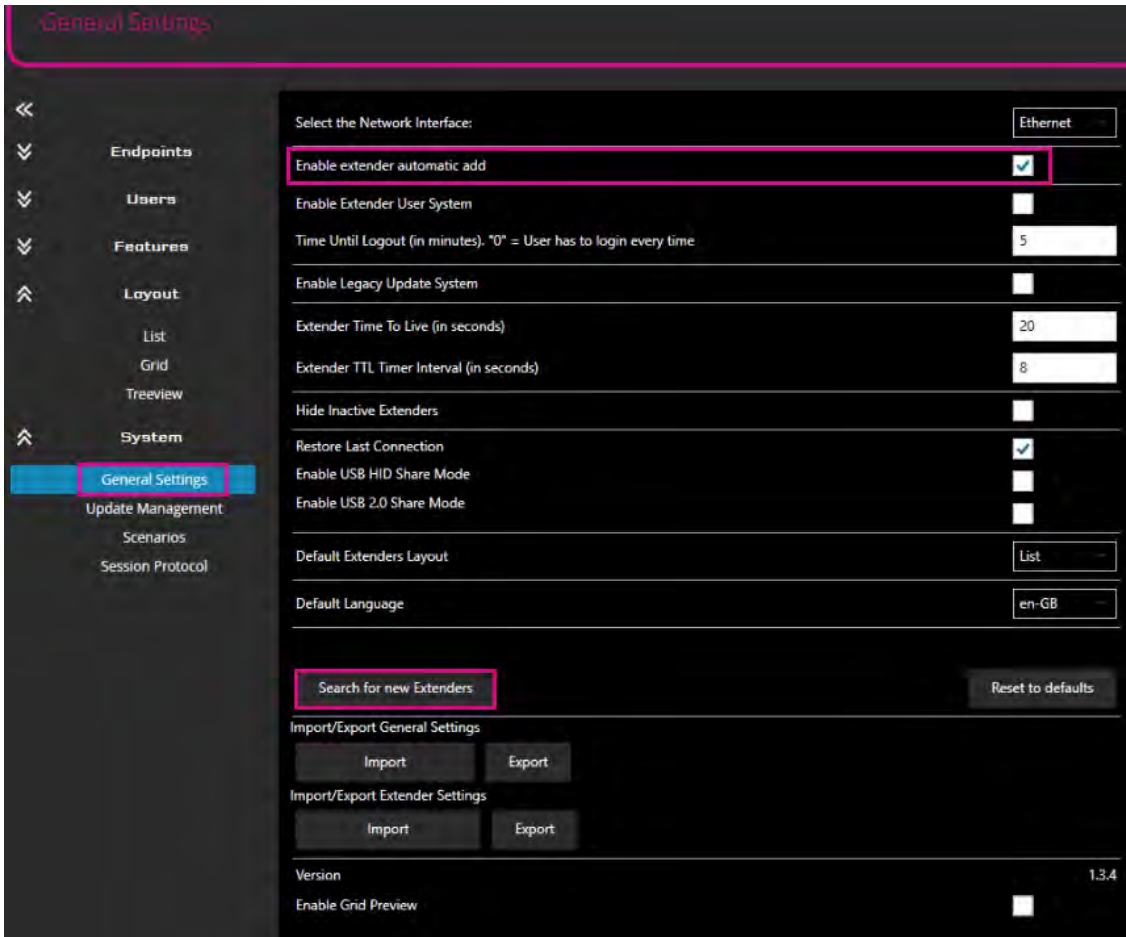 General Settings
Endpoints
Users
Features
Layout
List
Grid
Treeview
System
General Settings
Update Management
Scenarios
Session Protocol
Select the Network Interface: Ethernet
Enable extender automatic add
Enable Extender User System
Time Until Logout (in minutes). "0" = User has to login every time 5
Enable Legacy Update System
Extender Time To Live (in seconds) 20
Extender TTL Timer Interval (in seconds) 8
Hide Inactive Extenders
Restore Last Connection
Enable USB HID Share Mode
Enable USB 2.0 Share Mode
Default Extenders Layout List
Default Language en-GB
Search for new Extenders Reset to defaults
Import/Export General Settings
Import Export
Import/Export Extender Settings
Import Export
Version 1.3.4
Enable Grid Preview